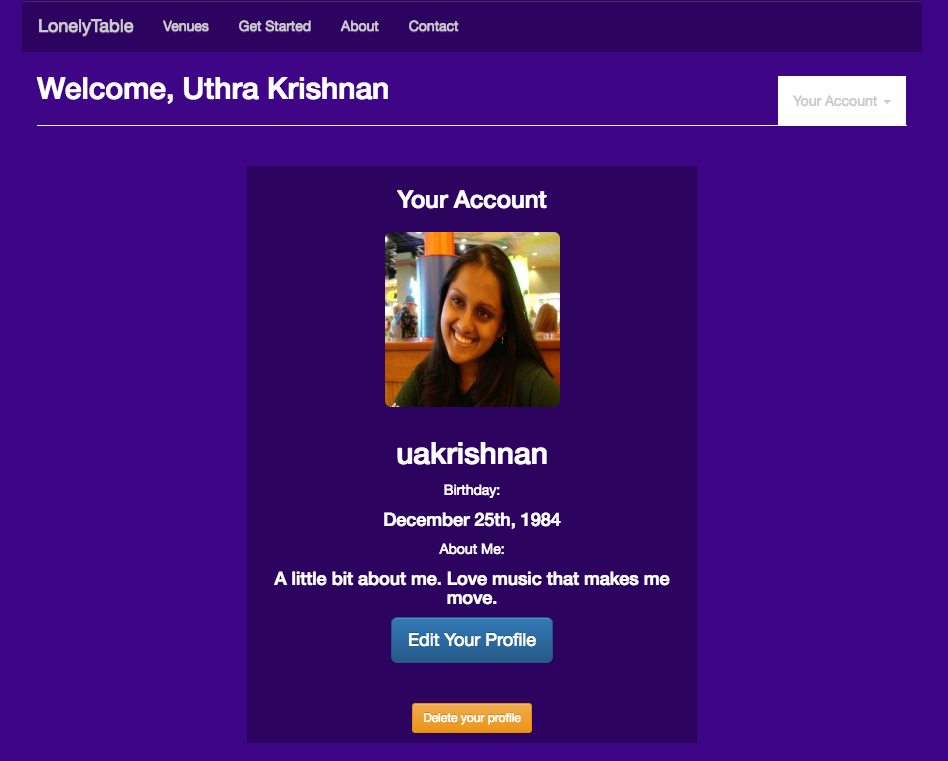 LonelyTable Venues Get Started About Contact
Welcome, Uthra Krishnan
Your Account
Your Account
uakrishnan
Birthday:
December 25th, 1984
About Me:
A little bit about me. Love music that makes me
move.
Edit Your Profile
Delete your profile